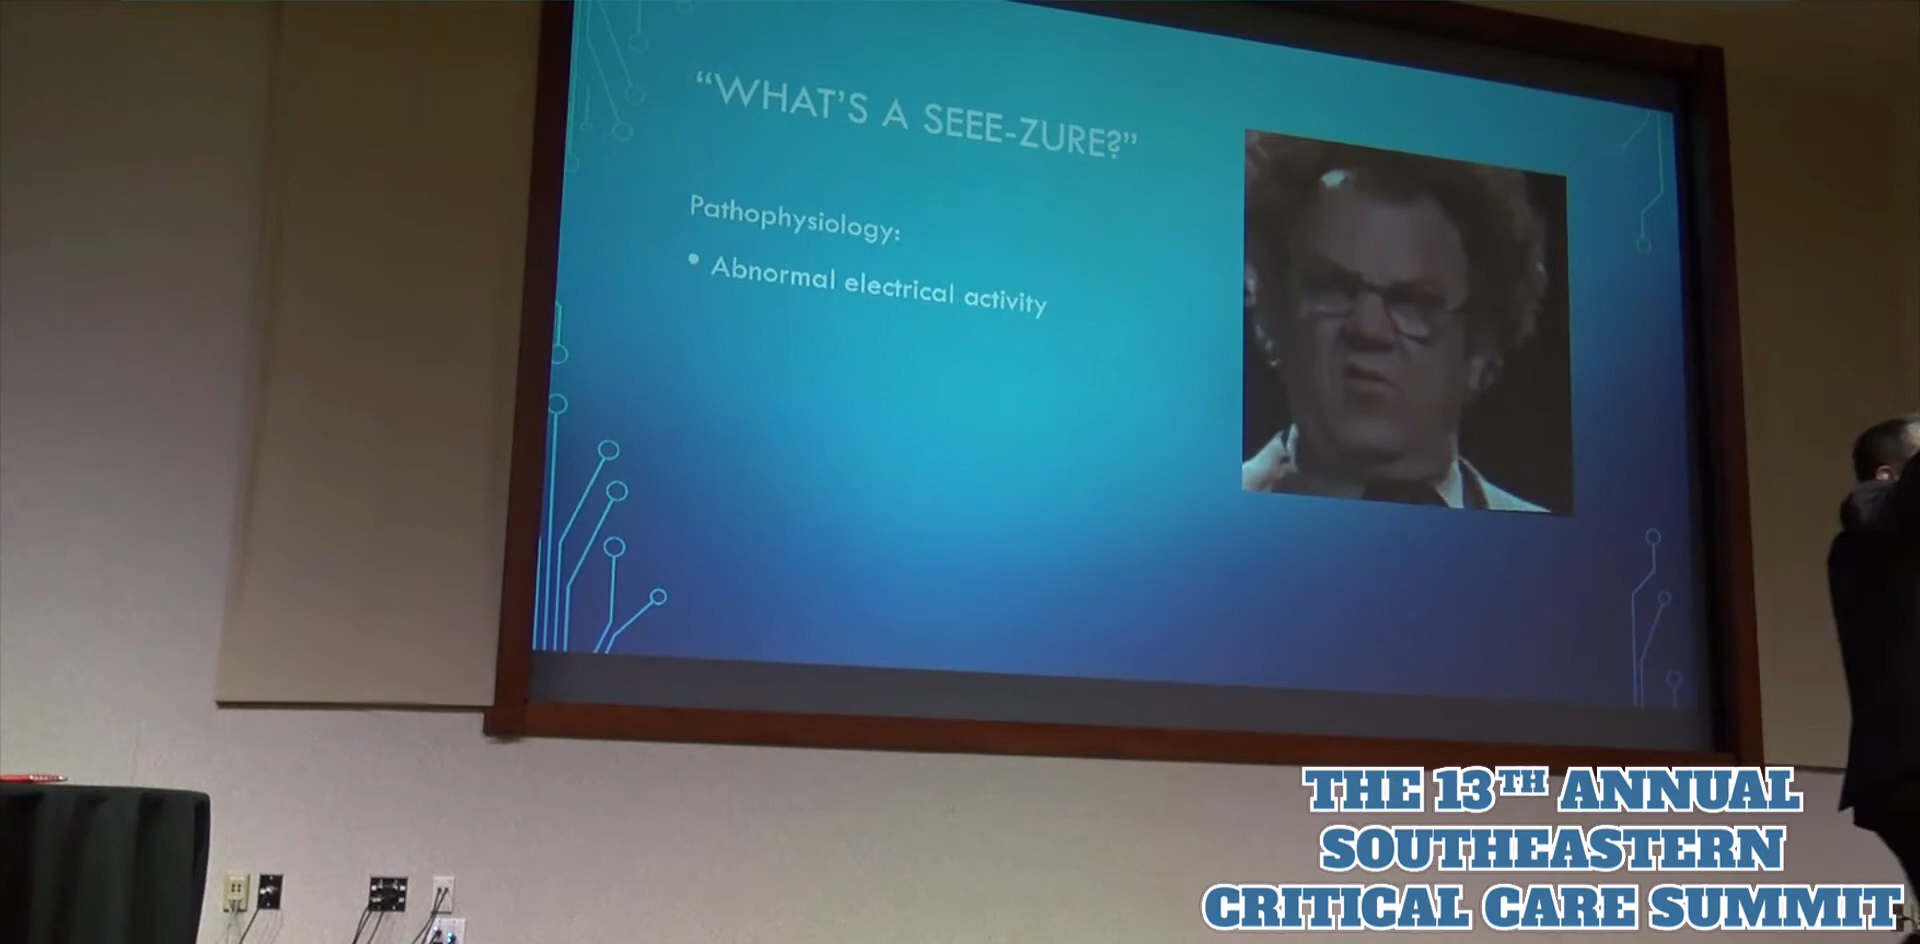 “WHAT’S A SEEE-ZURE?”
Pathophysiology:
• Abnormal electrical activity
THE 13TH ANNUAL
SOUTHEASTERN
CRITICAL CARE SUMMIT